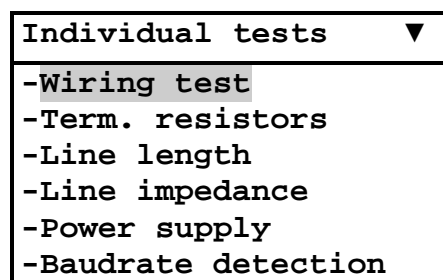 Individual tests ▼
-Wiring test
-Term. resistors
-Line length
-Line impedance
-Power supply
-Baudrate detection